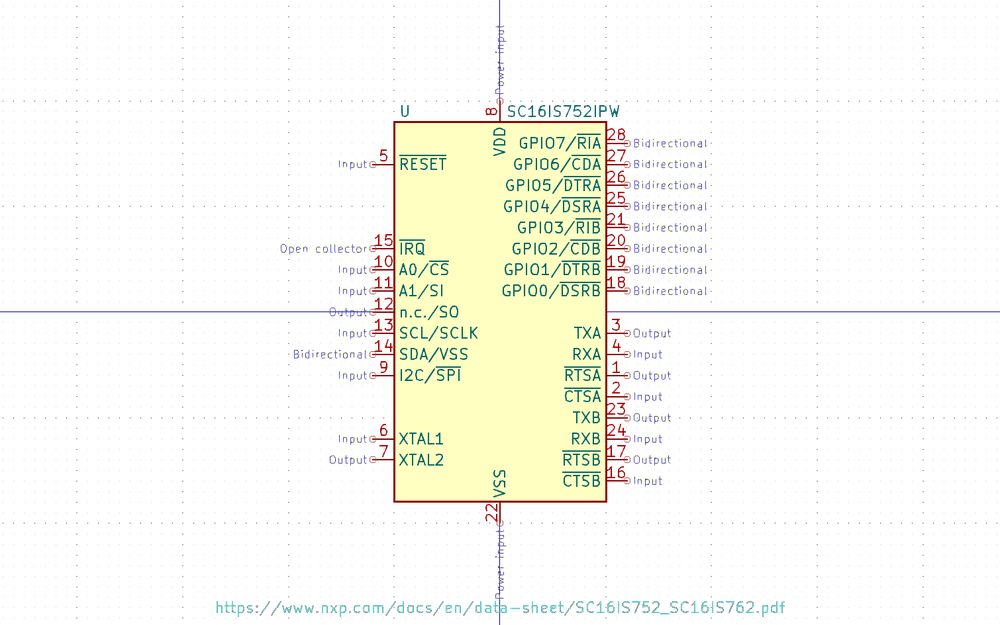 Power input
8
U SC16IS752IPW
VDD
28 GPIO7/RIA Bidirectional
Input 5 RESET 27 GPIO6/CDA Bidirectional
26 GPIO5/DTRA Bidirectional
25 GPIO4/DSRA Bidirectional
21 GPIO3/RIB Bidirectional
Open collector 15 IRQ 20 GPIO2/CDB Bidirectional
Input 10 A0/CS 19 GPIO1/DTRB Bidirectional
Input 11 A1/SI 18 GPIO0/DSRB Bidirectional
Output 12 n.c./SO
Input 13 SCL/SCLK TXA 3 Output
Bidirectional 14 SDA/VSS RXA 4 Input
Input 9 I2C/SPI RTSA 1 Output
CTSA 2 Input
TXB 23 Output
Input 6 XTAL1 RXB 24 Input
Output 7 XTAL2 RTSB 17 Output
CTSB 16 Input
VSS
22
Power input
https://www.nxp.com/docs/en/data-sheet/SC16IS752_SC16IS762.pdf